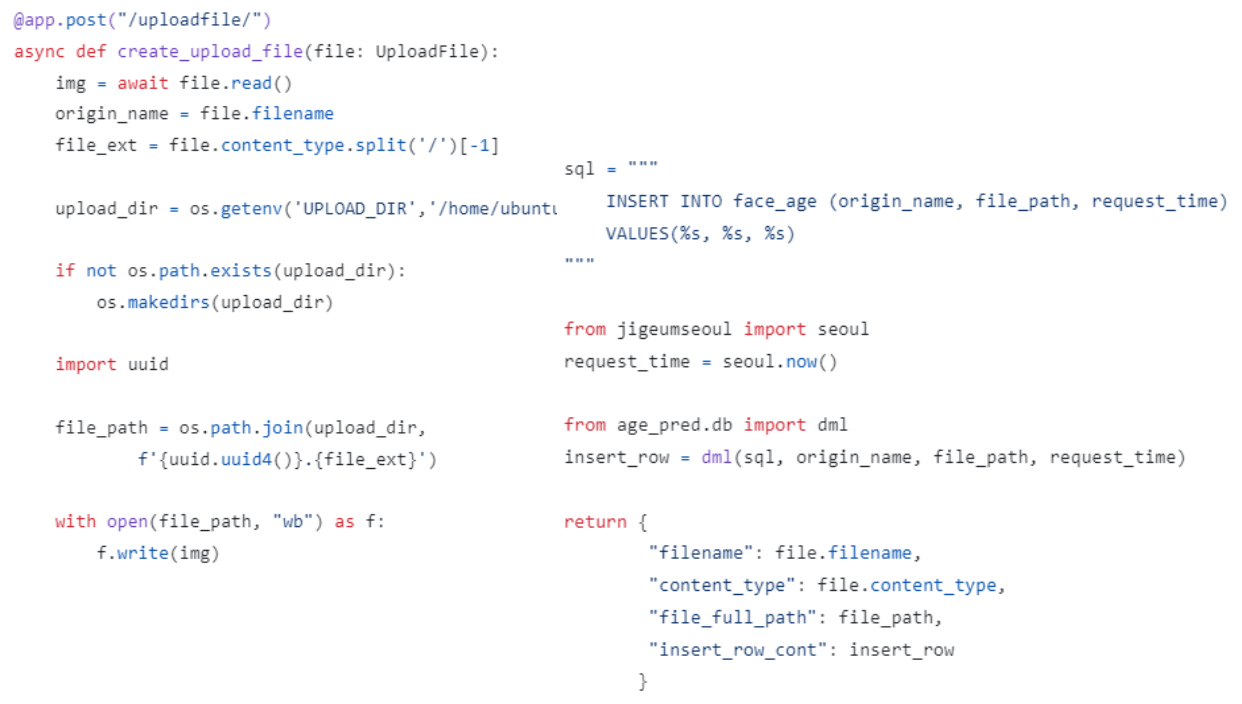 @app.post("/uploadfile/")
async def create_upload_file(file: UploadFile):
    img = await file.read()
    origin_name = file.filename
    file_ext = file.content_type.split('/')[-1]
    upload_dir = os.getenv('UPLOAD_DIR','/home/ubuntu
    if not os.path.exists(upload_dir):
        os.makedirs(upload_dir)
    import uuid
    file_path = os.path.join(upload_dir,
            f'{uuid.uuid4()}.{file_ext}')
    with open(file_path, "wb") as f:
        f.write(img)
sql = """
    INSERT INTO face_age (origin_name, file_path, request_time)
    VALUES(%s, %s, %s)
"""
from jigeumseoul import seoul
request_time = seoul.now()
from age_pred.db import dml
insert_row = dml(sql, origin_name, file_path, request_time)
return {
        "filename": file.filename,
        "content_type": file.content_type,
        "file_full_path": file_path,
        "insert_row_cont": insert_row
       }